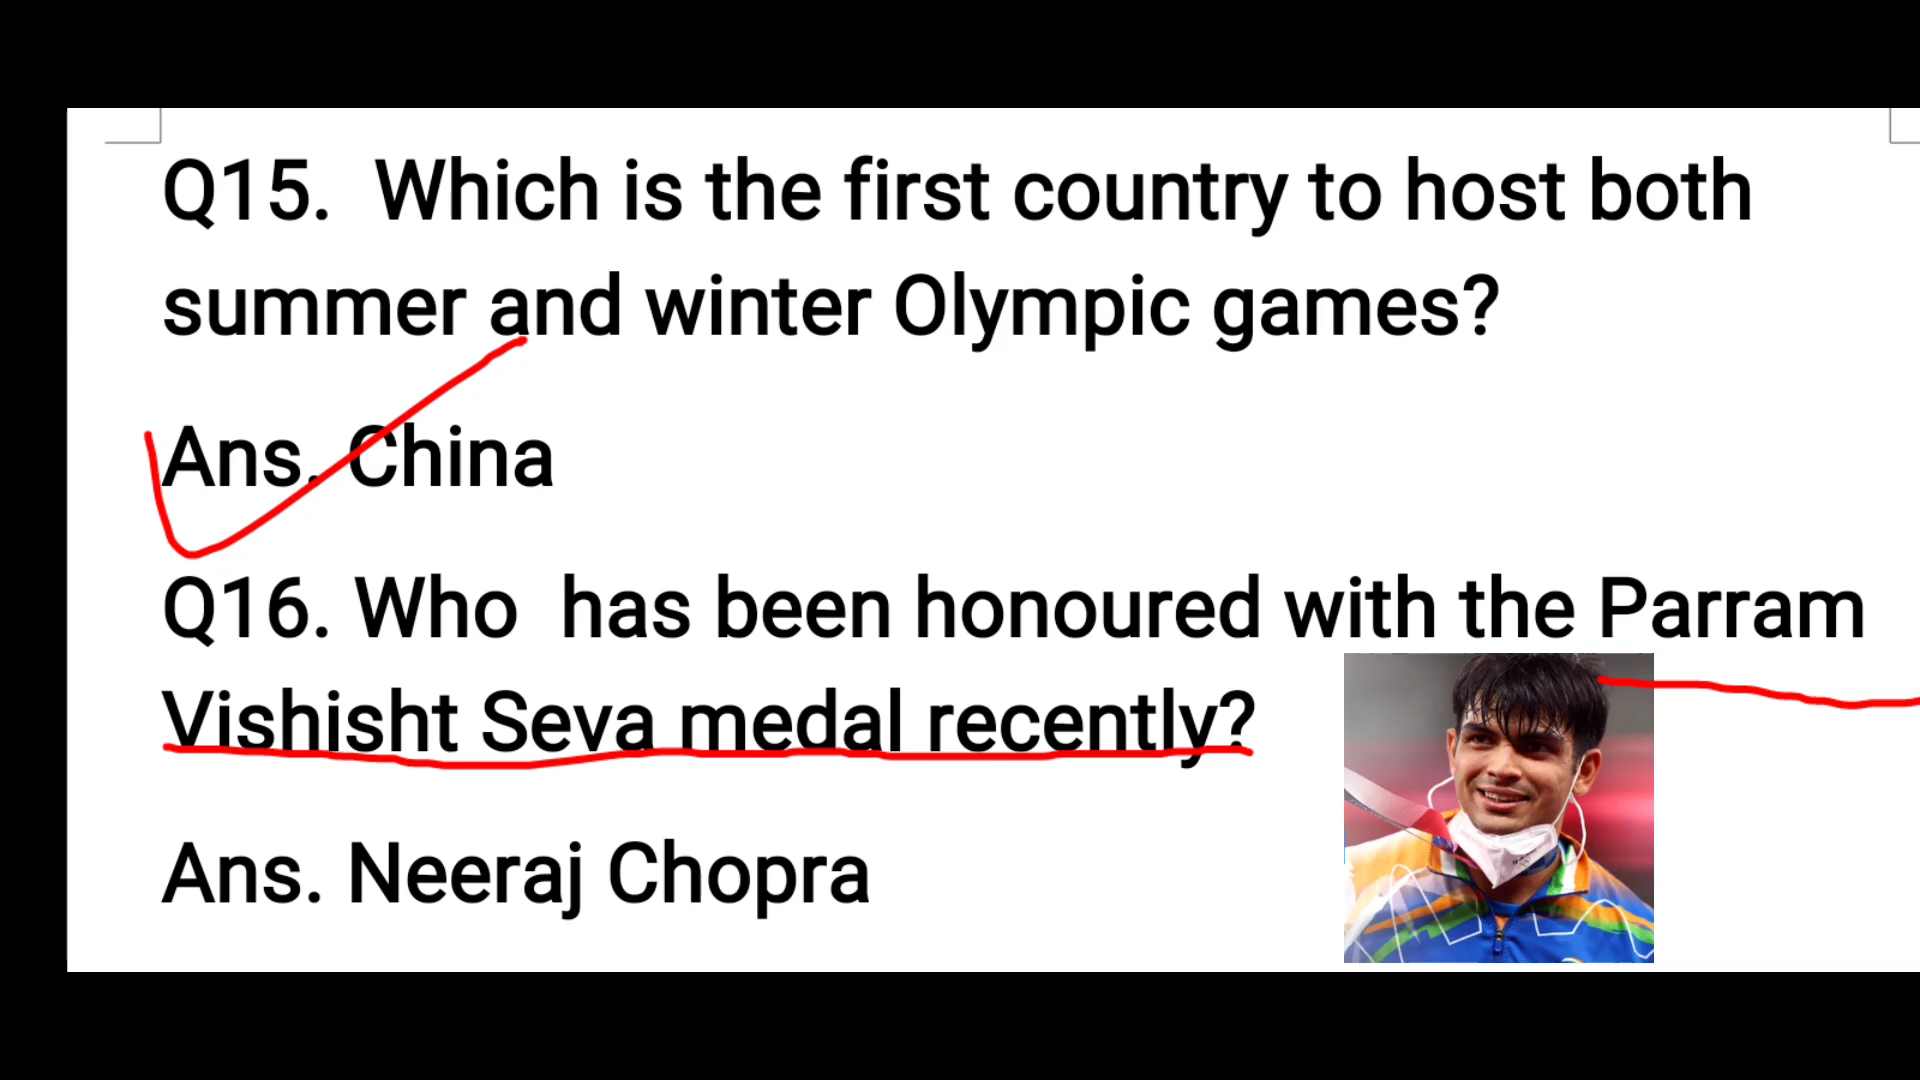 Q15. Which is the first country to host both
summer and winter Olympic games?
Ans. China
Q16. Who has been honoured with the Parram
Vishisht Seva medal recently?
Ans. Neeraj Chopra